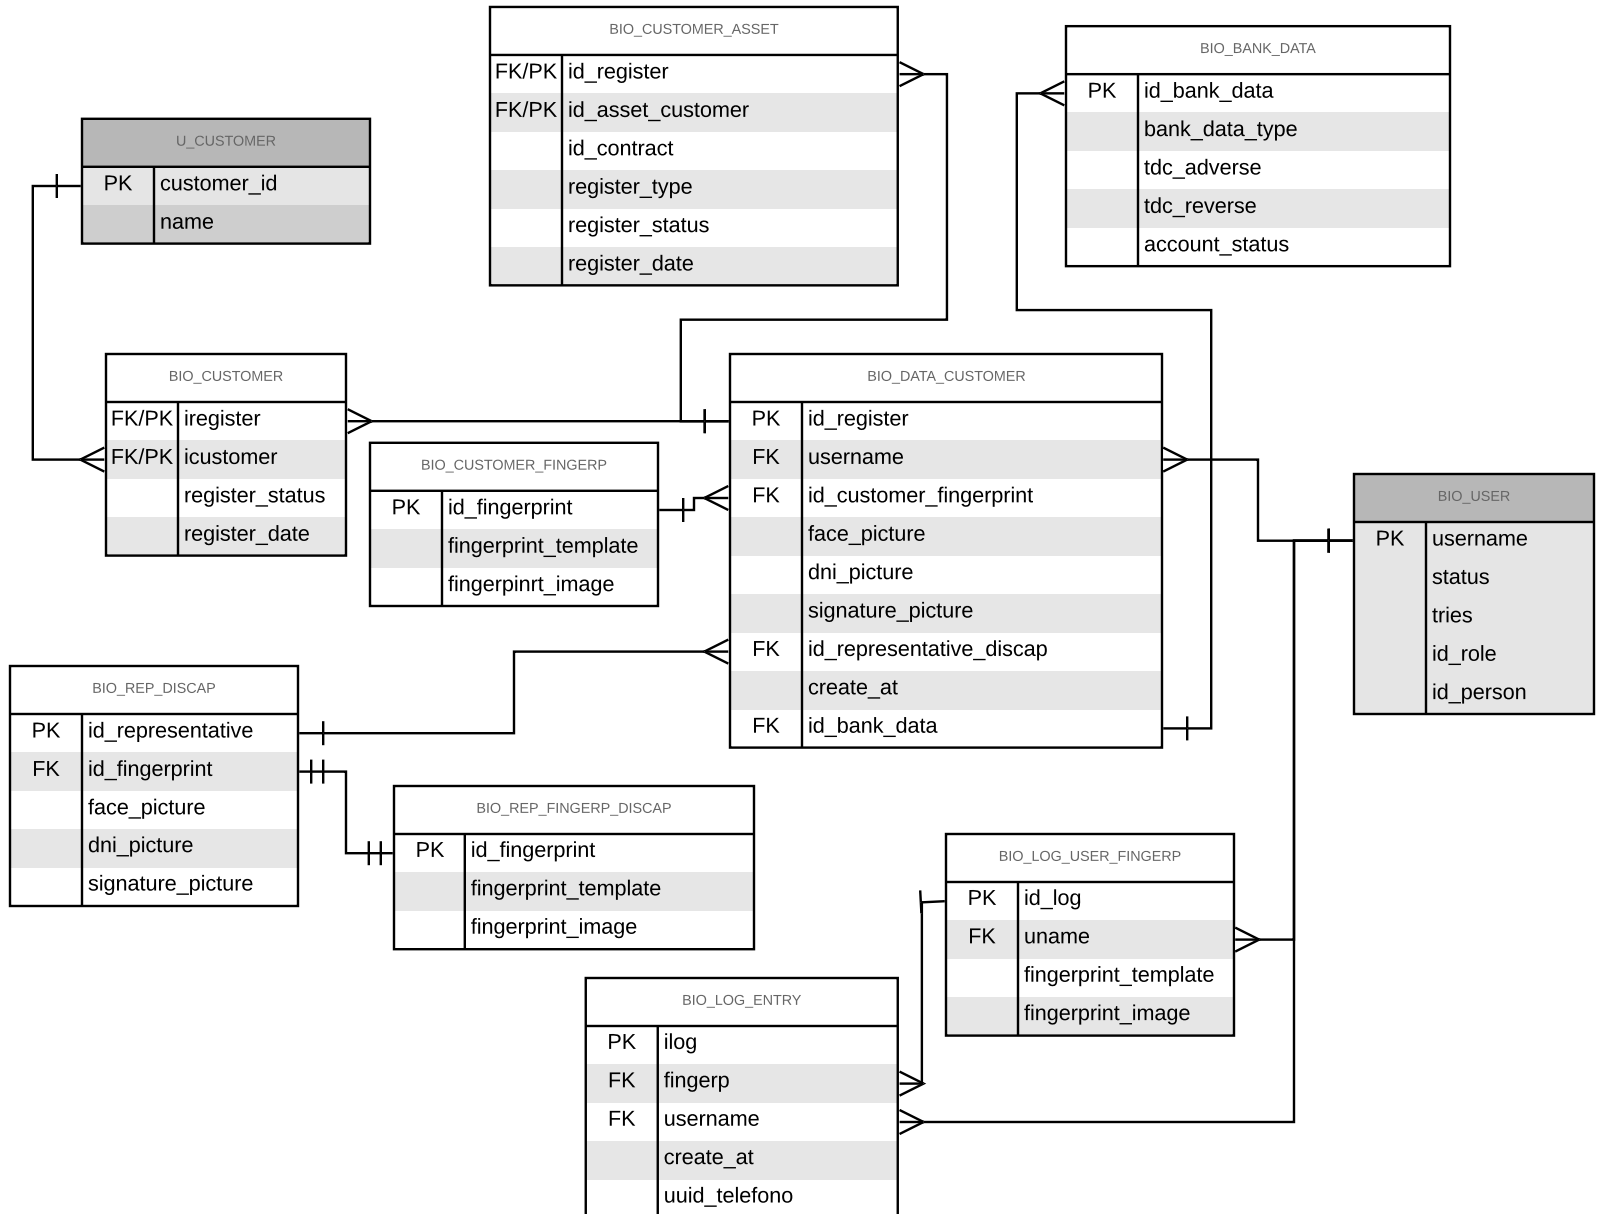 BIO_CUSTOMER_ASSET
FK/PK id_register
FK/PK id_asset_customer
id_contract
register_type
register_status
register_date
BIO_BANK_DATA
PK id_bank_data
bank_data_type
tdc_adverse
tdc_reverse
account_status
U_CUSTOMER
PK customer_id
name
BIO_CUSTOMER
FK/PK iregister
FK/PK icustomer
register_status
register_date
BIO_DATA_CUSTOMER
PK id_register
FK username
FK id_customer_fingerprint
face_picture
dni_picture
signature_picture
FK id_representative_discap
create_at
FK id_bank_data
BIO_CUSTOMER_FINGERP
PK id_fingerprint
fingerprint_template
fingerpinrt_image
BIO_USER
PK username
status
tries
id_role
id_person
BIO_REP_DISCAP
PK id_representative
FK id_fingerprint
face_picture
dni_picture
signature_picture
BIO_REP_FINGERP_DISCAP
PK id_fingerprint
fingerprint_template
fingerprint_image
BIO_LOG_USER_FINGERP
PK id_log
FK uname
fingerprint_template
fingerprint_image
BIO_LOG_ENTRY
PK ilog
FK fingerp
FK username
create_at
uuid_telefono